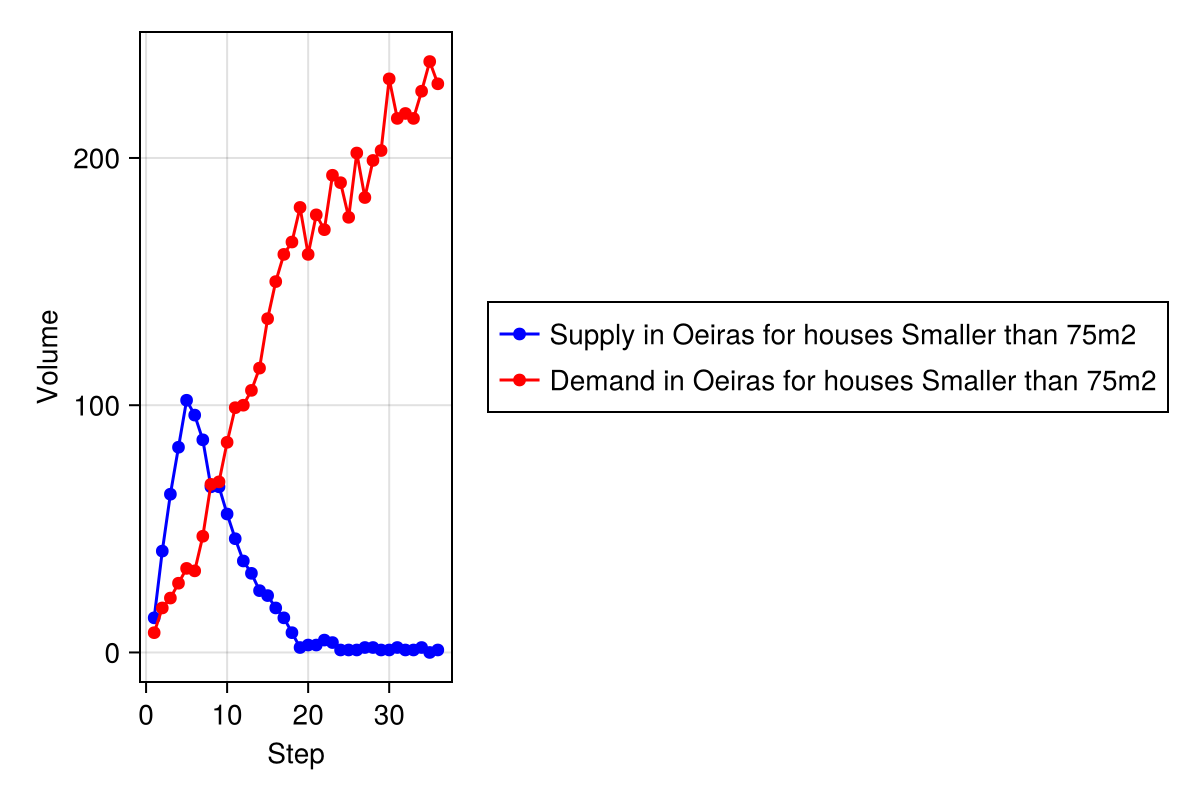 200
100
0
Volume
0 10 20 30
Step
Supply in Oeiras for houses Smaller than 75m2
Demand in Oeiras for houses Smaller than 75m2